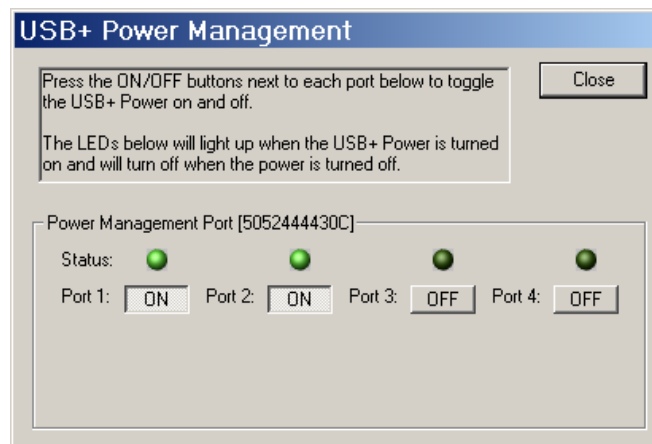 USB+ Power Management
Press the ON/OFF buttons next to each port below to toggle
the USB+ Power on and off.
The LEDs below will light up when the USB+ Power is turned
on and will turn off when the power is turned off.
Close
Power Management Port [5052444430C]
Status:
Port 1: ON Port 2: ON Port 3: OFF Port 4: OFF